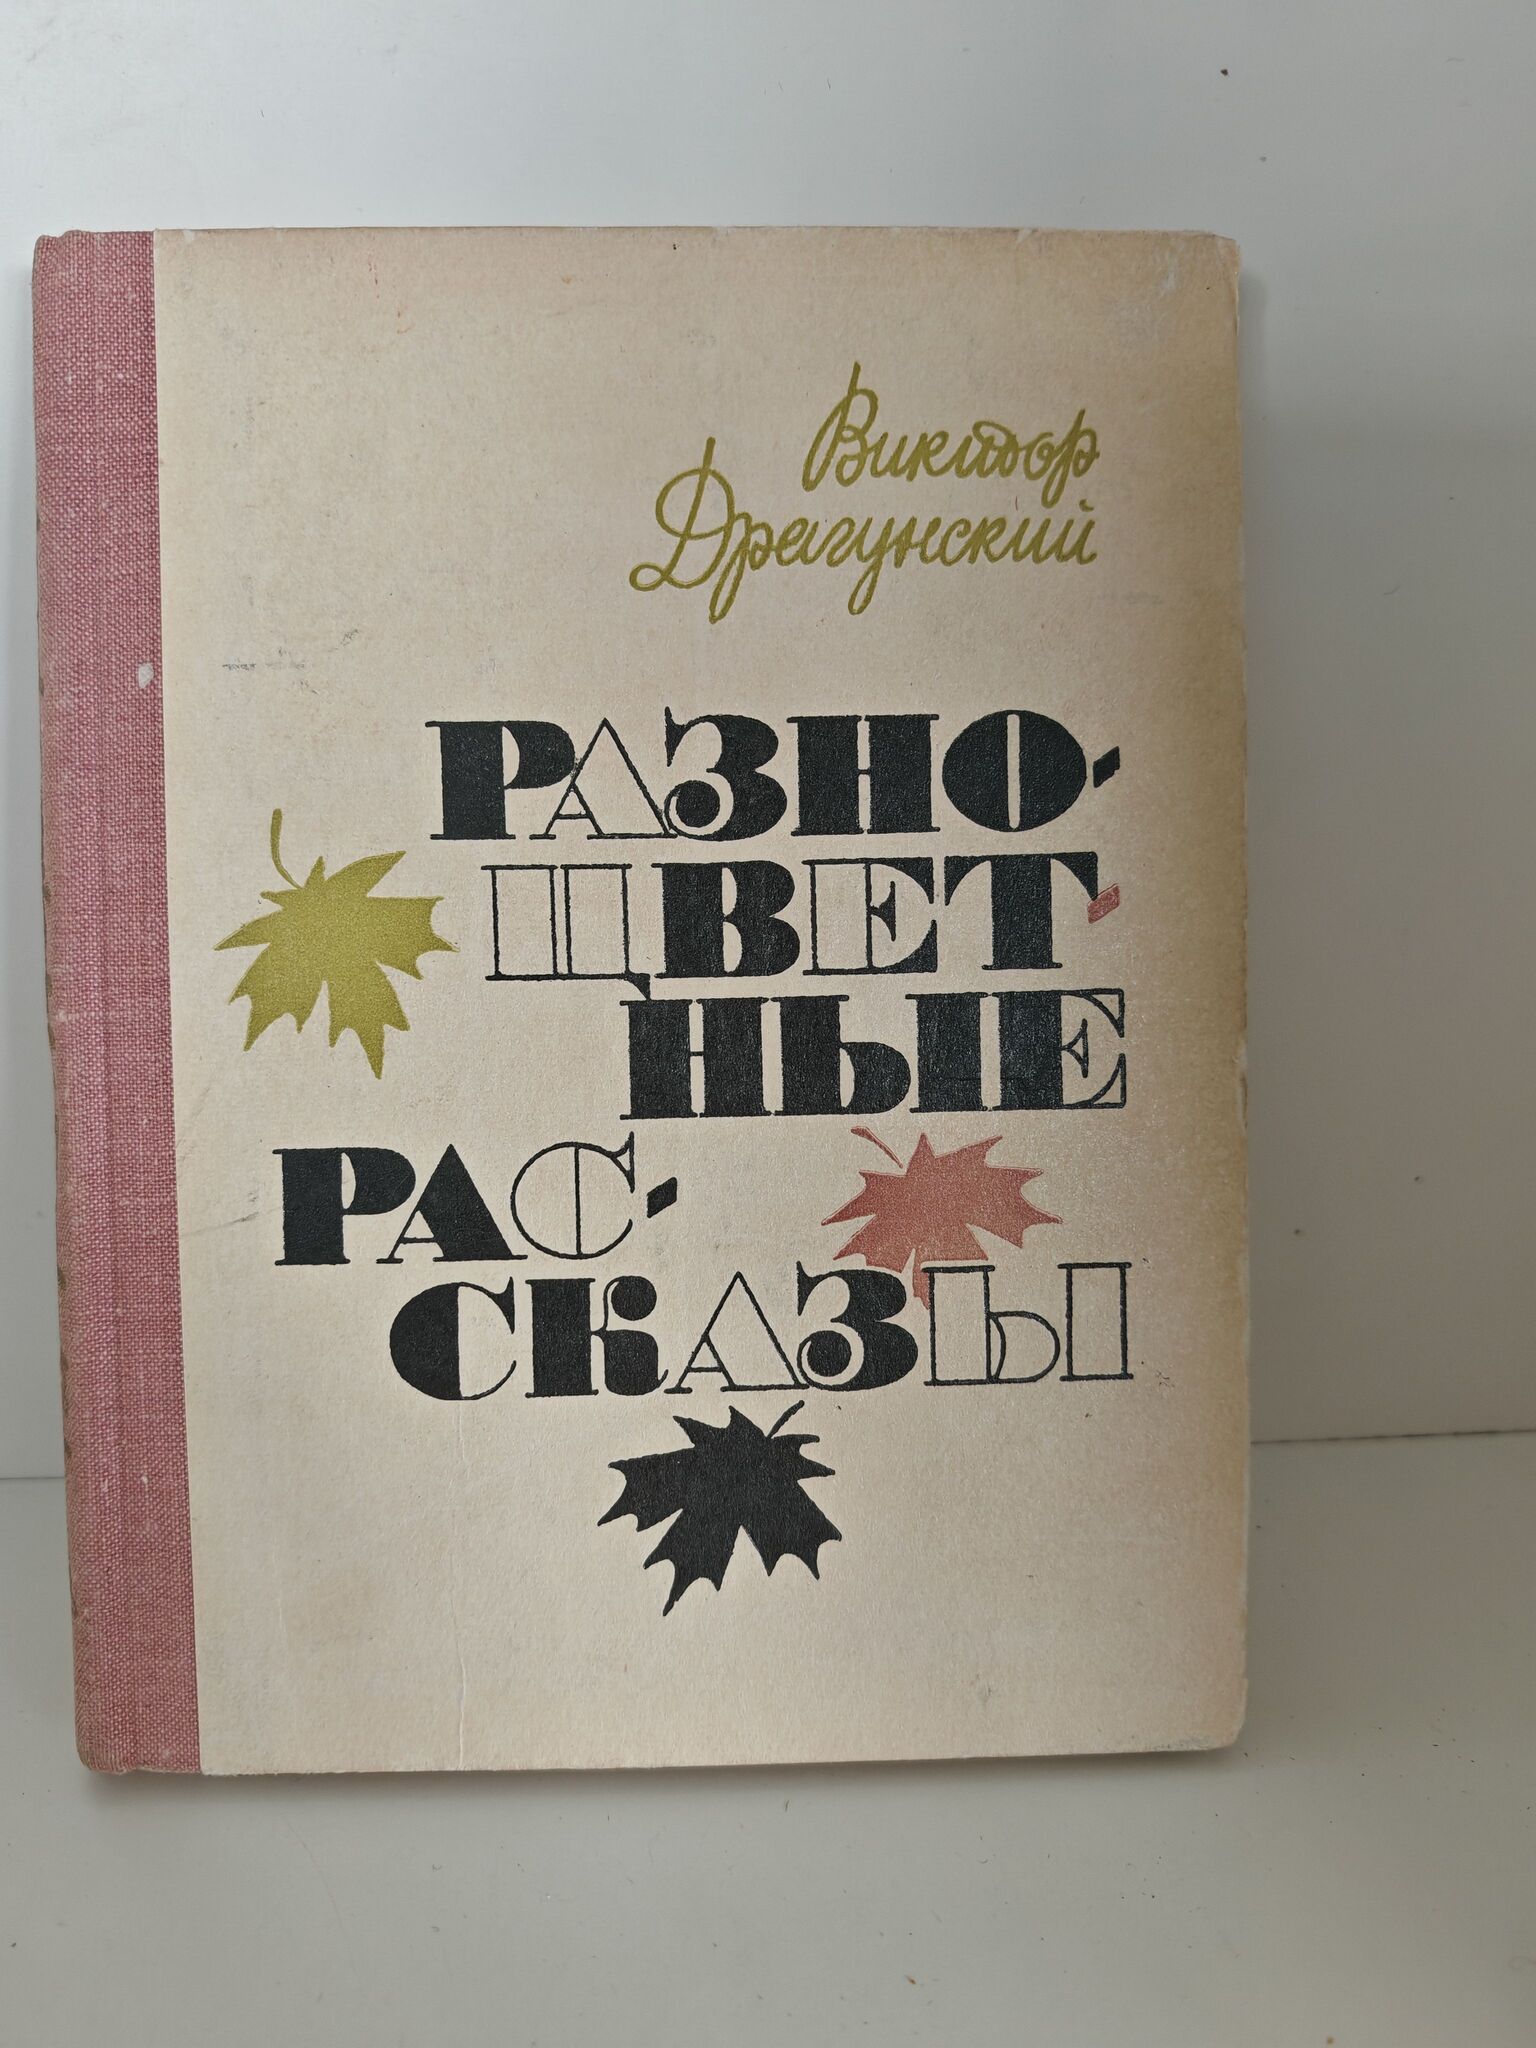 Виктор
Драгунский
РАЗНО-
ЦВЕТ-
НЫЕ
РАС-
СКАЗЫ